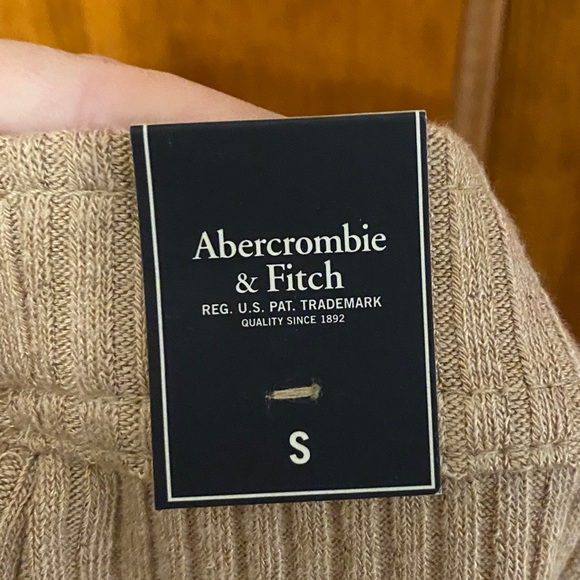 Abercrombie
& Fitch
REG. U.S. PAT. TRADEMARK
QUALITY SINCE 1892
S